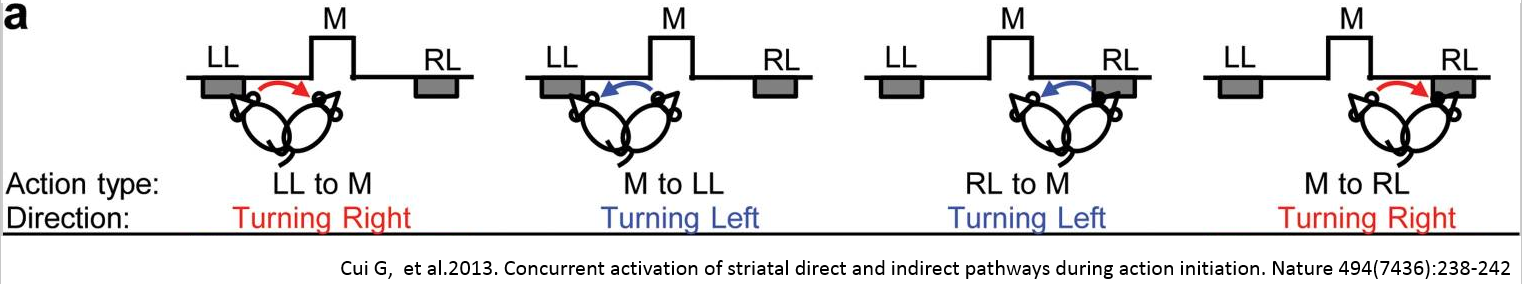 a
M M M M
LL RL LL RL LL RL LL RL
Action type: LL to M M to LL RL to M M to RL
Direction: Turning Right Turning Left Turning Left Turning Right
Cui G,  et al.2013. Concurrent activation of striatal direct and indirect pathways during action initiation. Nature 494(7436):238-242